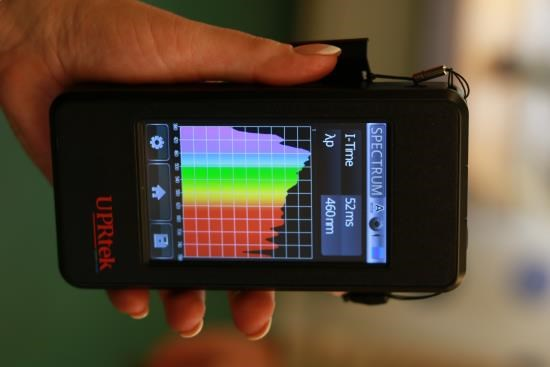 SPECTRUM A
I-Time 52ms
λp 460nm
UPRtek